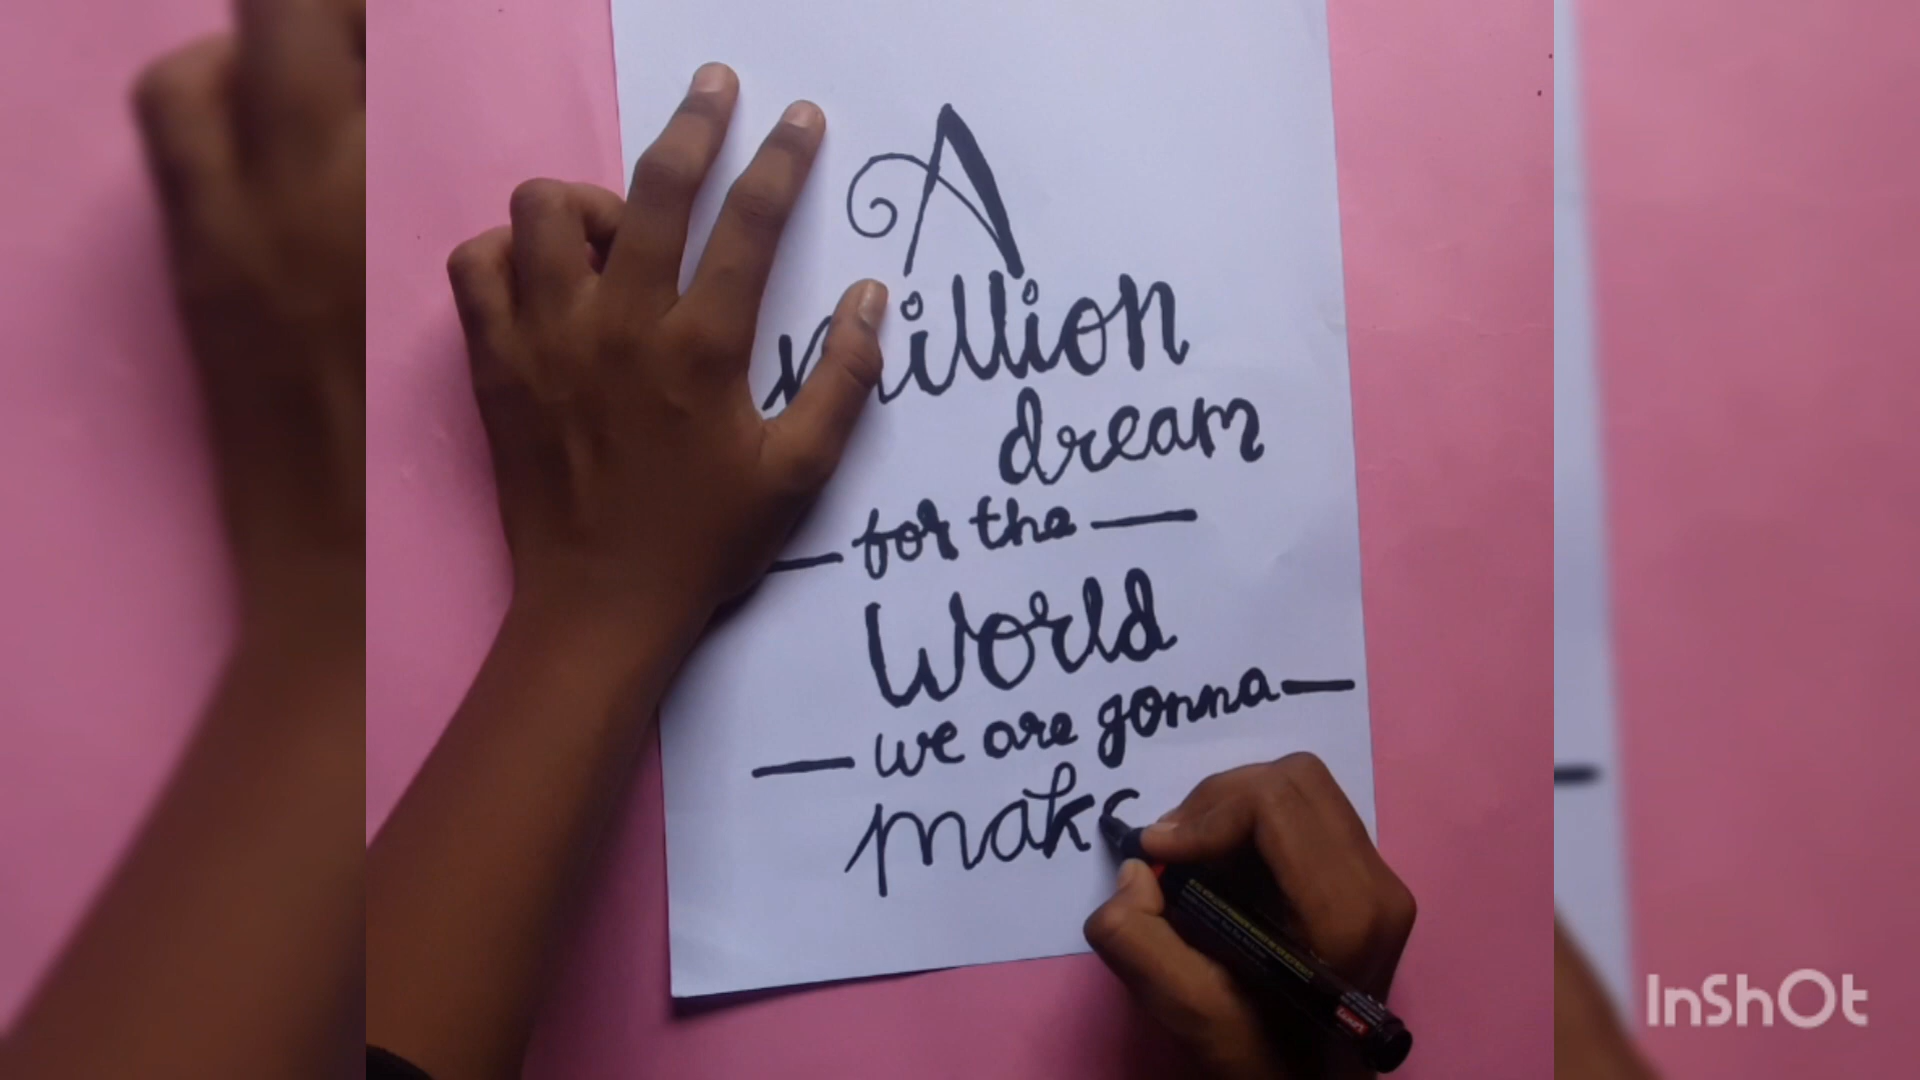 A
million
dream
for the
World
we are gonna
make
InShOt